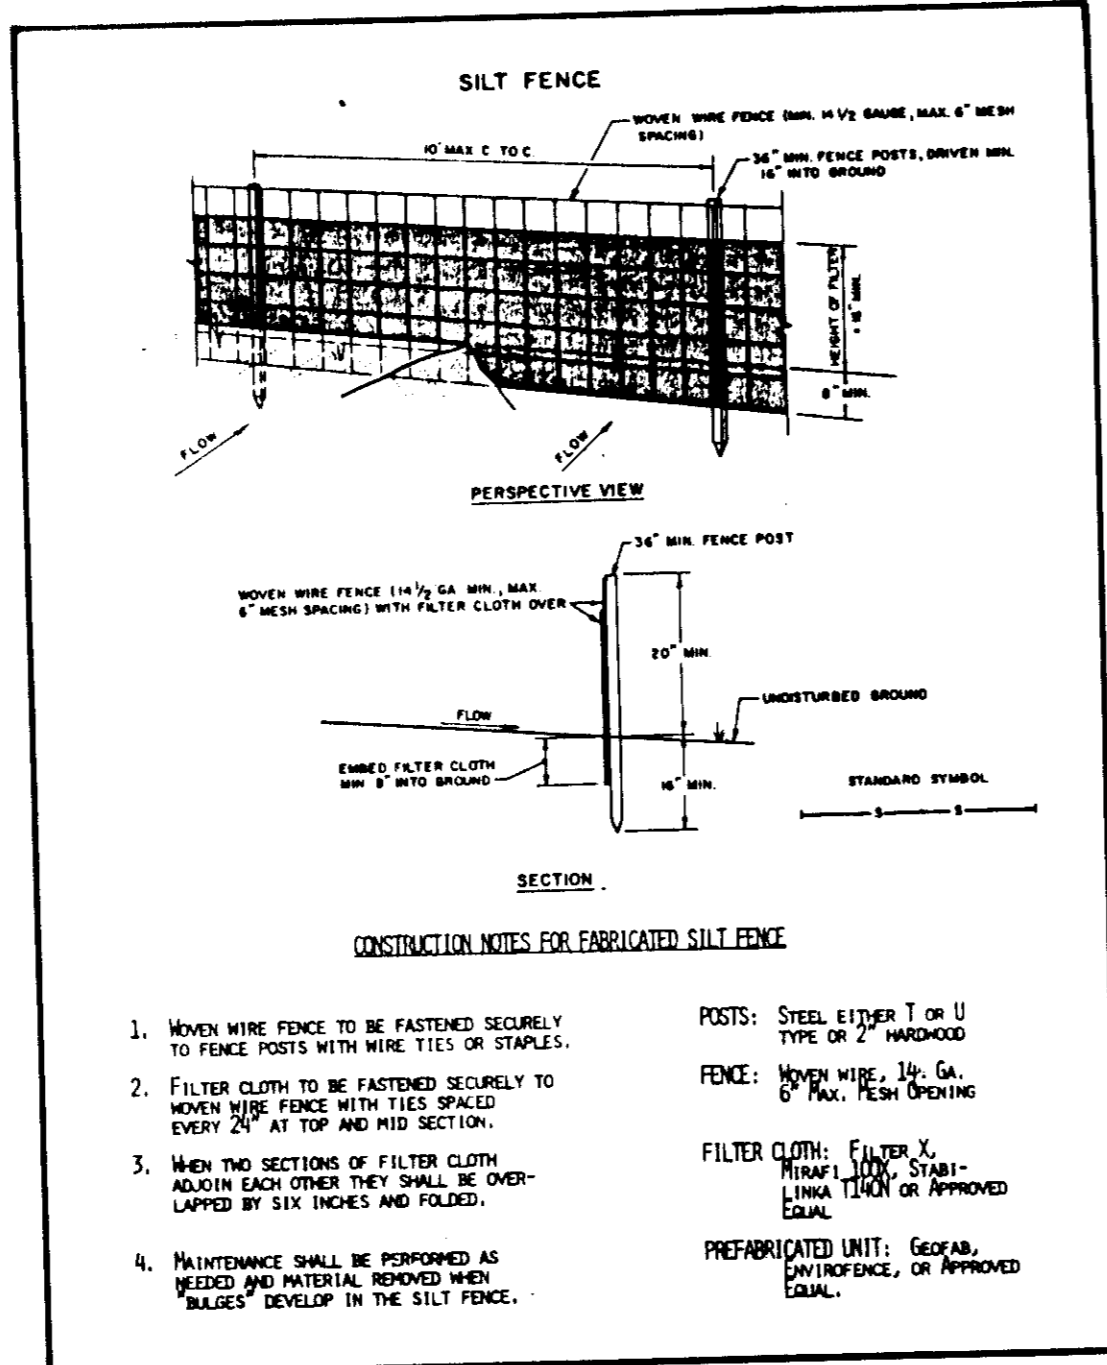 SILT FENCE
WOVEN WIRE FENCE (MIN. 14 1/2 GAUGE, MAX. 6" MESH
SPACING)
10' MAX C TO C.
36" MIN. FENCE POSTS, DRIVEN MIN.
16" INTO GROUND
HEIGHT OF FILTER
= 16" MIN.
8" MIN.
FLOW
FLOW
PERSPECTIVE VIEW
36" MIN. FENCE POST
WOVEN WIRE FENCE (14 1/2 GA. MIN., MAX.
6" MESH SPACING) WITH FILTER CLOTH OVER
20" MIN.
UNDISTURBED GROUND
FLOW
EMBED FILTER CLOTH
MIN 8" INTO GROUND
16" MIN.
STANDARD SYMBOL
S S
SECTION
CONSTRUCTION NOTES FOR FABRICATED SILT FENCE
1. WOVEN WIRE FENCE TO BE FASTENED SECURELY
TO FENCE POSTS WITH WIRE TIES OR STAPLES.
2. FILTER CLOTH TO BE FASTENED SECURELY TO
WOVEN WIRE FENCE WITH TIES SPACED
EVERY 24" AT TOP AND MID SECTION.
3. WHEN TWO SECTIONS OF FILTER CLOTH
ADJOIN EACH OTHER THEY SHALL BE OVER-
LAPPED BY SIX INCHES AND FOLDED.
4. MAINTENANCE SHALL BE PERFORMED AS
NEEDED AND MATERIAL REMOVED WHEN
"BULGES" DEVELOP IN THE SILT FENCE.
POSTS: STEEL EITHER T OR U
TYPE OR 2" HARDWOOD
FENCE: WOVEN WIRE, GA.
6" MAX. MESH OPENING
FILTER CLOTH: FILTER X,
MIRAFI 100X, STABI-
LINKA T140N OR APPROVED
EQUAL
PREFABRICATED UNIT: GEOFAB,
ENVIROFENCE, OR APPROVED
EQUAL.